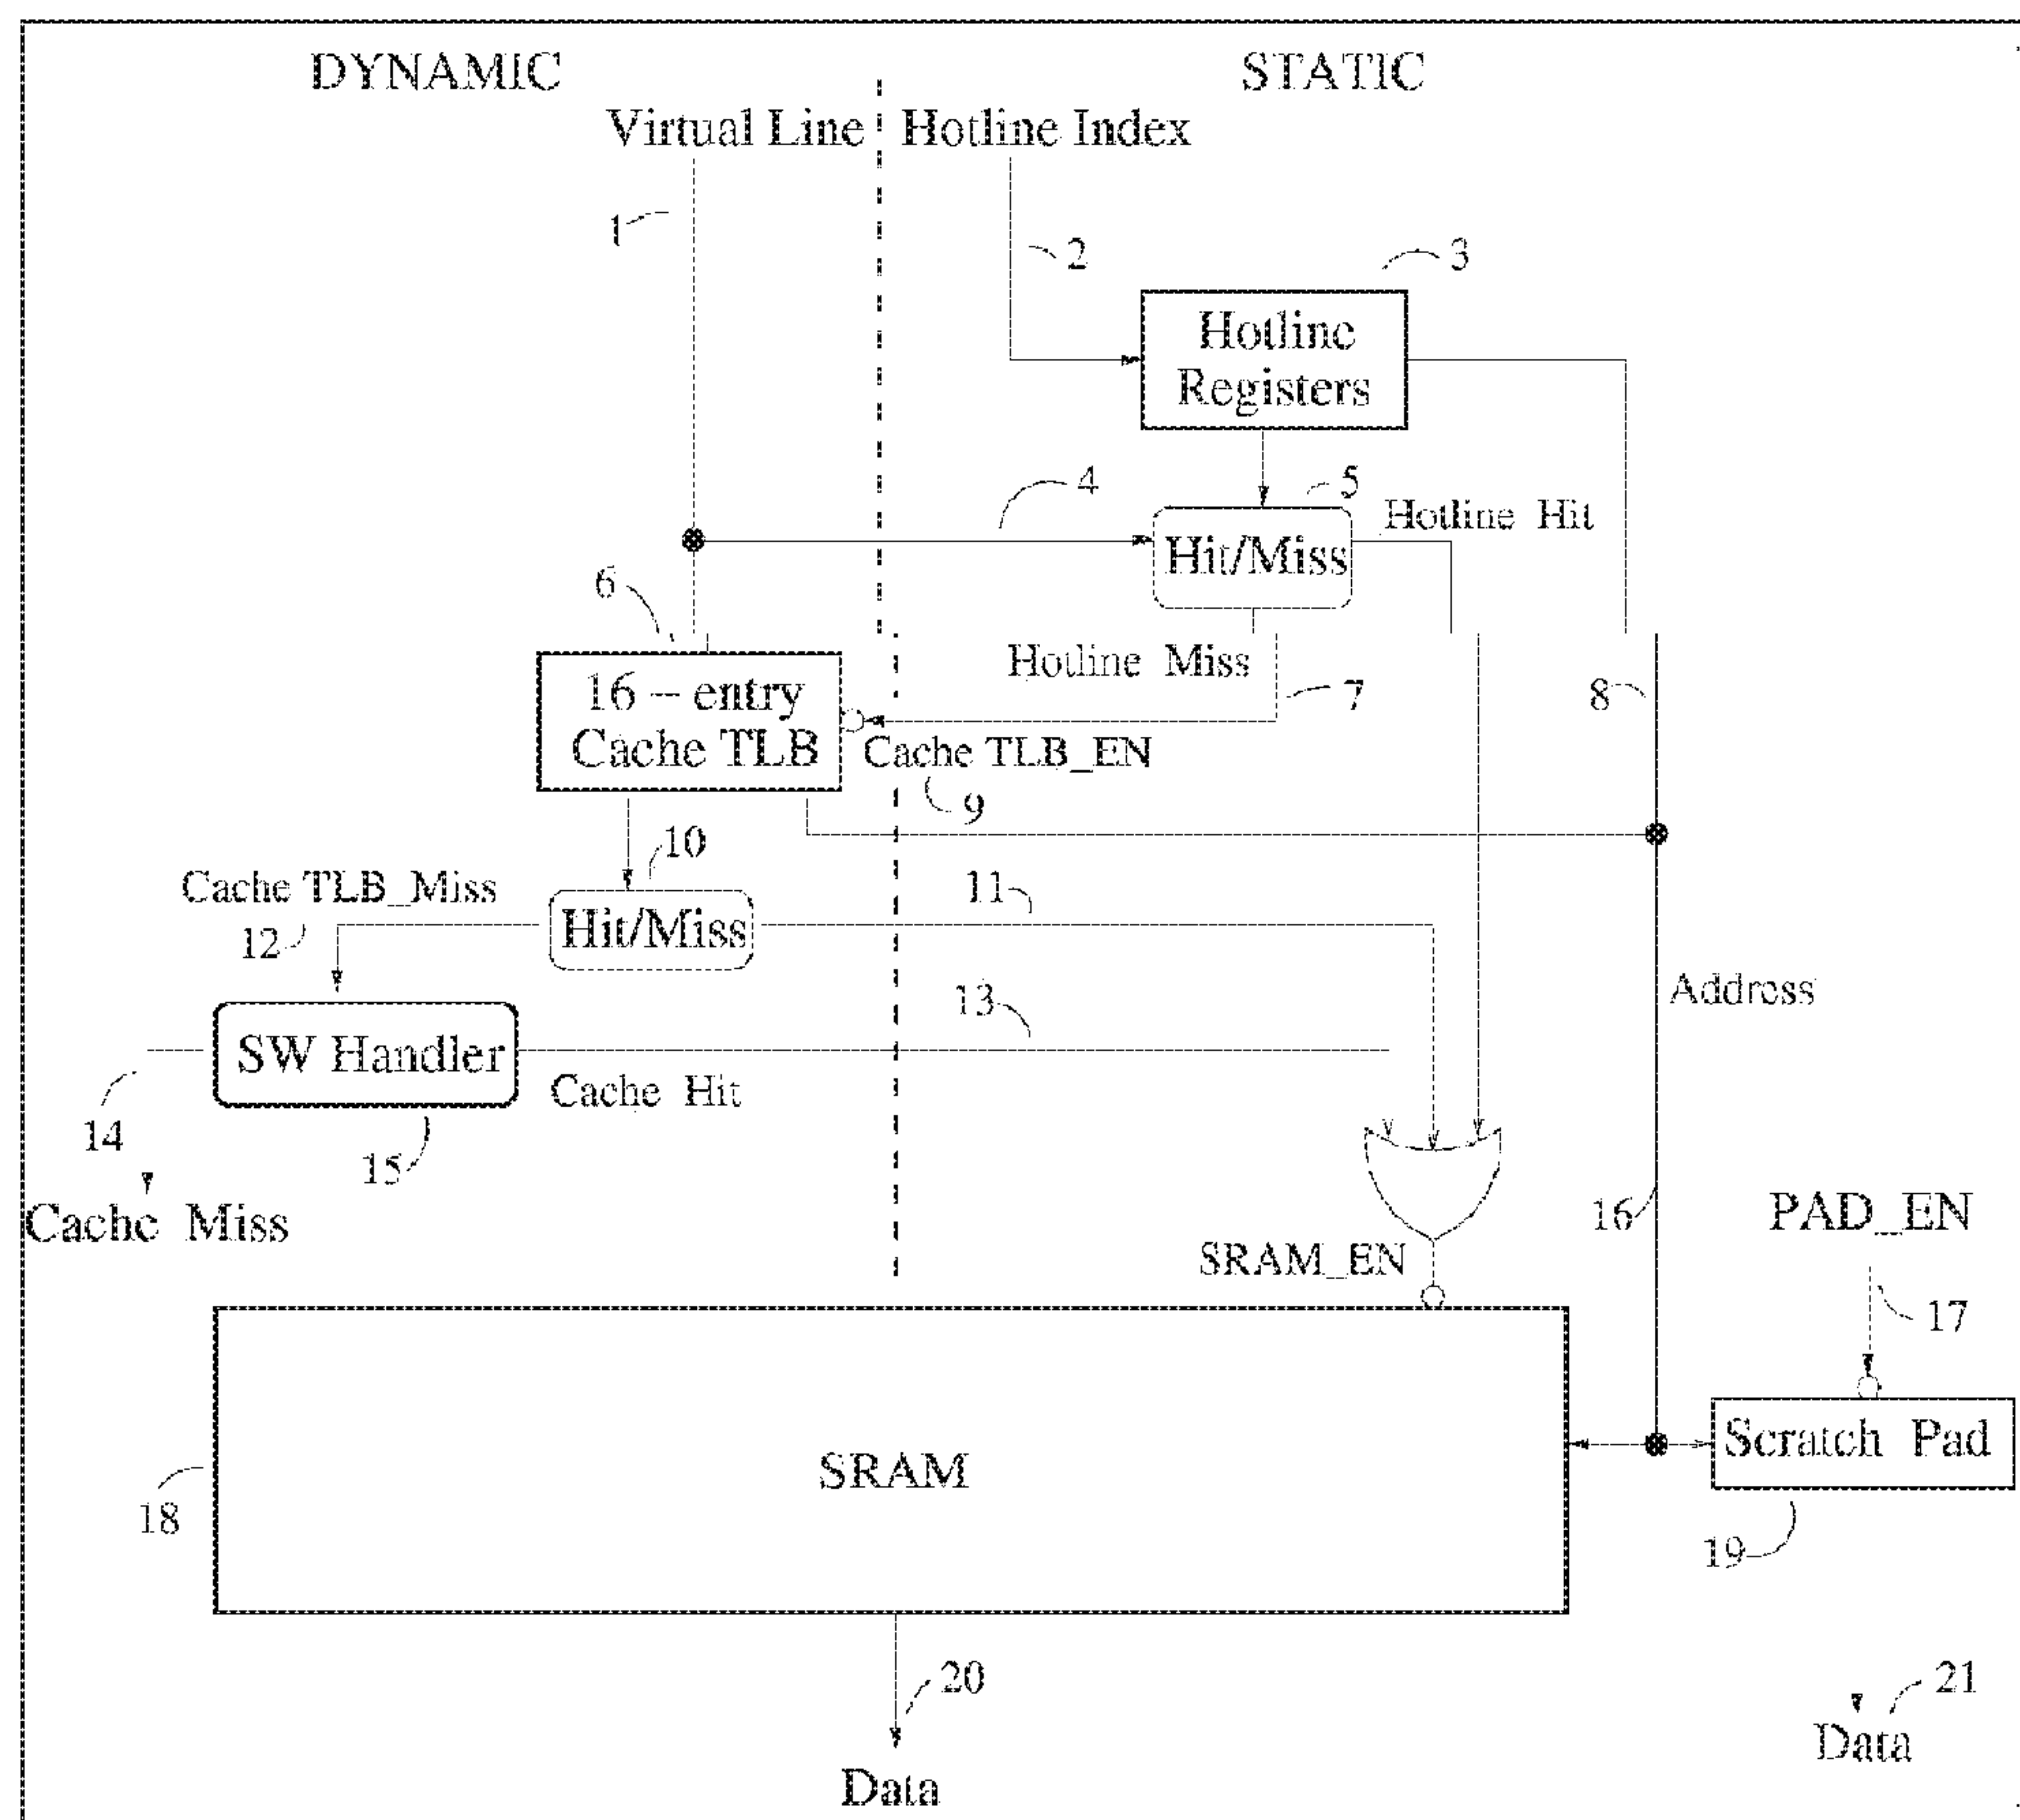 DYNAMIC
STATIC
Virtual Line
Hotline Index
1
2
3
Hotline
Registers
4
5
Hotline Hit
Hit/Miss
6
Hotline Miss
16 – entry
Cache TLB
7
8
Cache TLB_EN
9
10
Cache TLB_Miss
11
12
Hit/Miss
13
Address
SW Handler
Cache Hit
14
15
Cache Miss
16
PAD_EN
SRAM_EN
17
Scratch Pad
SRAM
18
19
20
21
Data
Data